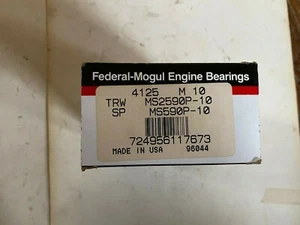 Federal-Mogul Engine Bearings
4125 M 10
TRW MS2590P-10
SP MS590P-10
724956117673
MADE IN USA 96044